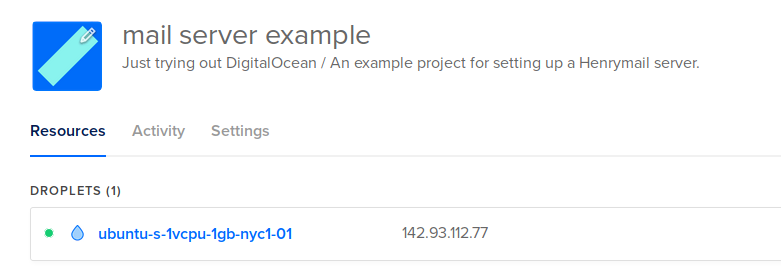 mail server example
Just trying out DigitalOcean / An example project for setting up a Henrymail server.
Resources Activity Settings
DROPLETS (1)
ubuntu-s-1vcpu-1gb-nyc1-01 142.93.112.77